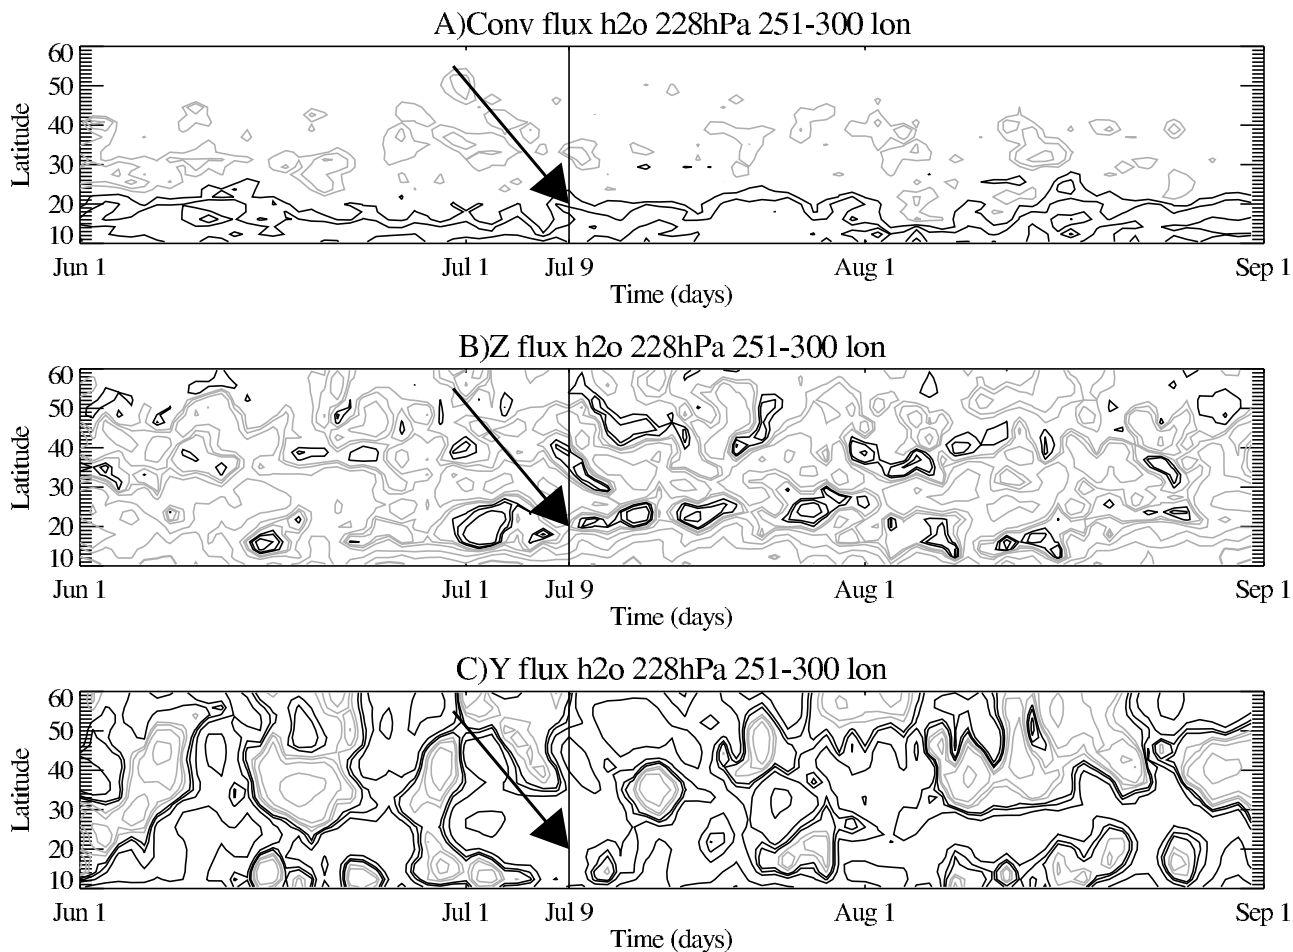 A)Conv flux h2o 228hPa 251-300 lon
60
50
40
30
20
10
Latitude
Jun 1
Jul 1
Jul 9
Aug 1
Sep 1
Time (days)
B)Z flux h2o 228hPa 251-300 lon
60
50
40
30
20
10
Latitude
Jun 1
Jul 1
Jul 9
Aug 1
Sep 1
Time (days)
C)Y flux h2o 228hPa 251-300 lon
60
50
40
30
20
10
Latitude
Jun 1
Jul 1
Jul 9
Aug 1
Sep 1
Time (days)